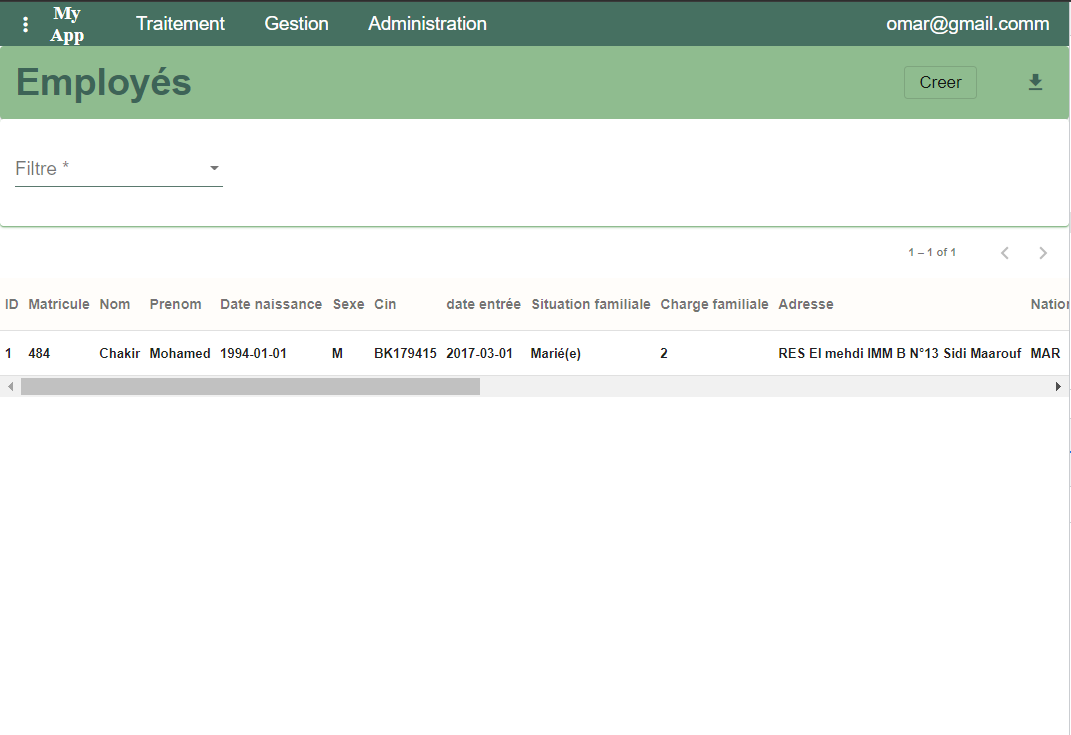 My App Traitement Gestion Administration omar@gmail.comm
Employés Creer
Filtre *
1 – 1 of 1
ID Matricule Nom Prenom Date naissance Sexe Cin date entrée Situation familiale Charge familiale Adresse Nation
1 484 Chakir Mohamed 1994-01-01 M BK179415 2017-03-01 Marié(e) 2 RES El mehdi IMM B N°13 Sidi Maarouf MAR